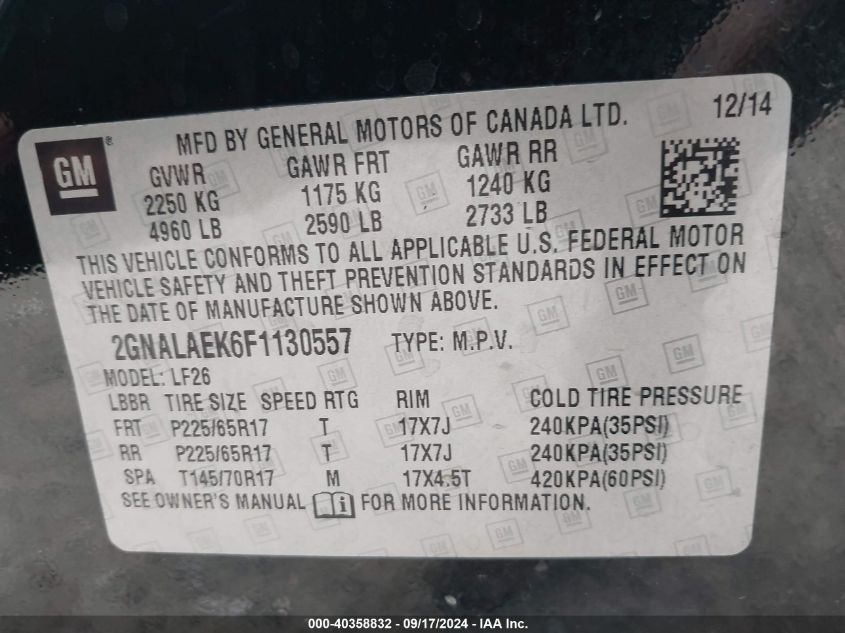 12/14
MFD BY GENERAL MOTORS OF CANADA LTD.
GM ®
GVWR GAWR FRT GAWR RR
2250 KG 1175 KG 1240 KG
4960 LB 2590 LB 2733 LB
THIS VEHICLE CONFORMS TO ALL APPLICABLE U.S. FEDERAL MOTOR
VEHICLE SAFETY AND THEFT PREVENTION STANDARDS IN EFFECT ON
THE DATE OF MANUFACTURE SHOWN ABOVE.
2GNALAEK6F1130557 TYPE: M.P.V.
MODEL: LF26
LBBR TIRE SIZE SPEED RTG RIM COLD TIRE PRESSURE
FRT P225/65R17 T 17X7J 240KPA(35PSI)
RR P225/65R17 T 17X7J 240KPA(35PSI)
SPA T145/70R17 M 17X4.5T 420KPA(60PSI)
SEE OWNER'S MANUAL i FOR MORE INFORMATION.
000-40358832 - 09/17/2024 - IAA Inc.